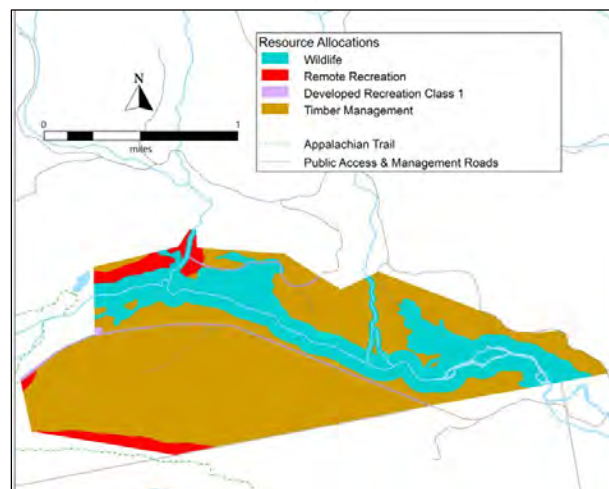 Resource Allocations
Wildlife
Remote Recreation
Developed Recreation Class 1
Timber Management
Appalachian Trail
Public Access & Management Roads
N
0 1
miles